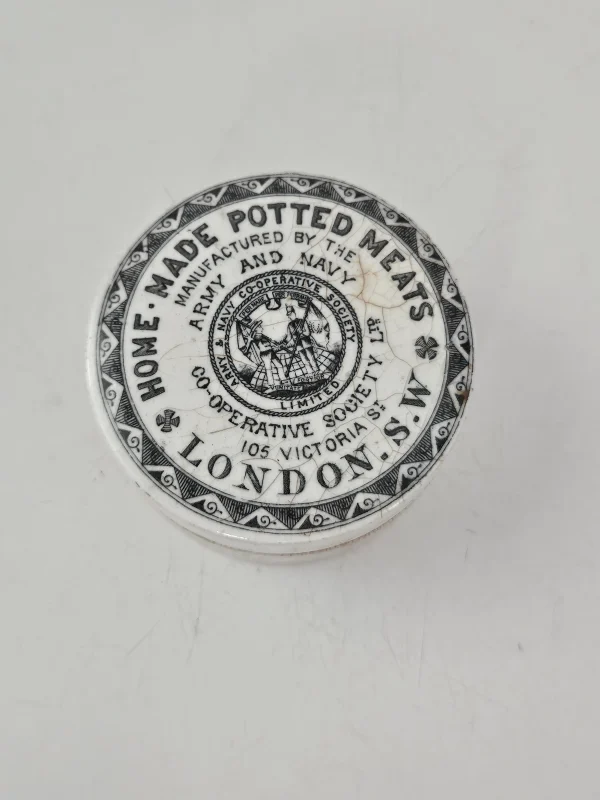 HOME·MADE POTTED MEATS
MANUFACTURED BY THE
ARMY AND NAVY
CO-OPERATIVE SOCIETY LTD
105 VICTORIA ST
LONDON.S.W
ARMY & NAVY CO-OPERATIVE SOCIETY
LIMITED